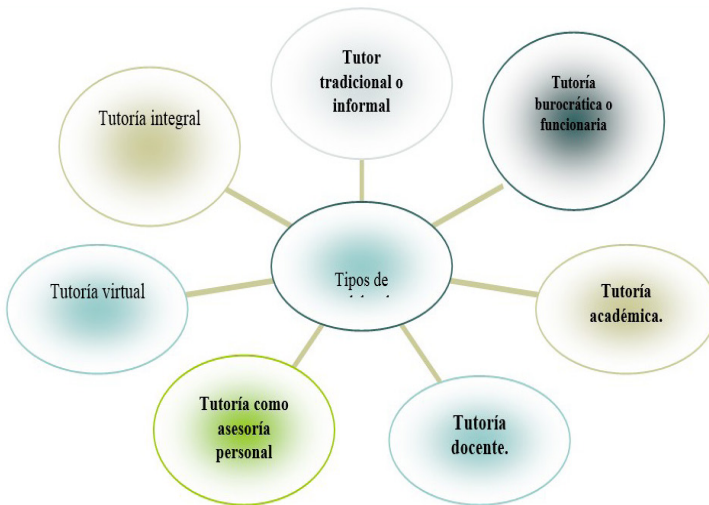 Tutor
tradicional o
informal
Tutoría
burocrática o
funcionaria
Tutoría integral
Tipos de
Tutoría virtual
Tutoría
académica.
Tutoría como
asesoría
personal
Tutoría
docente.